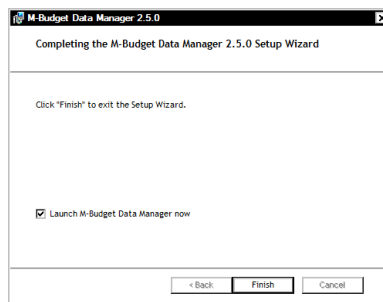 M-Budget Data Manager 2.5.0
Completing the M-Budget Data Manager 2.5.0 Setup Wizard
Click "Finish" to exit the Setup Wizard.
Launch M-Budget Data Manager now
< Back Finish Cancel